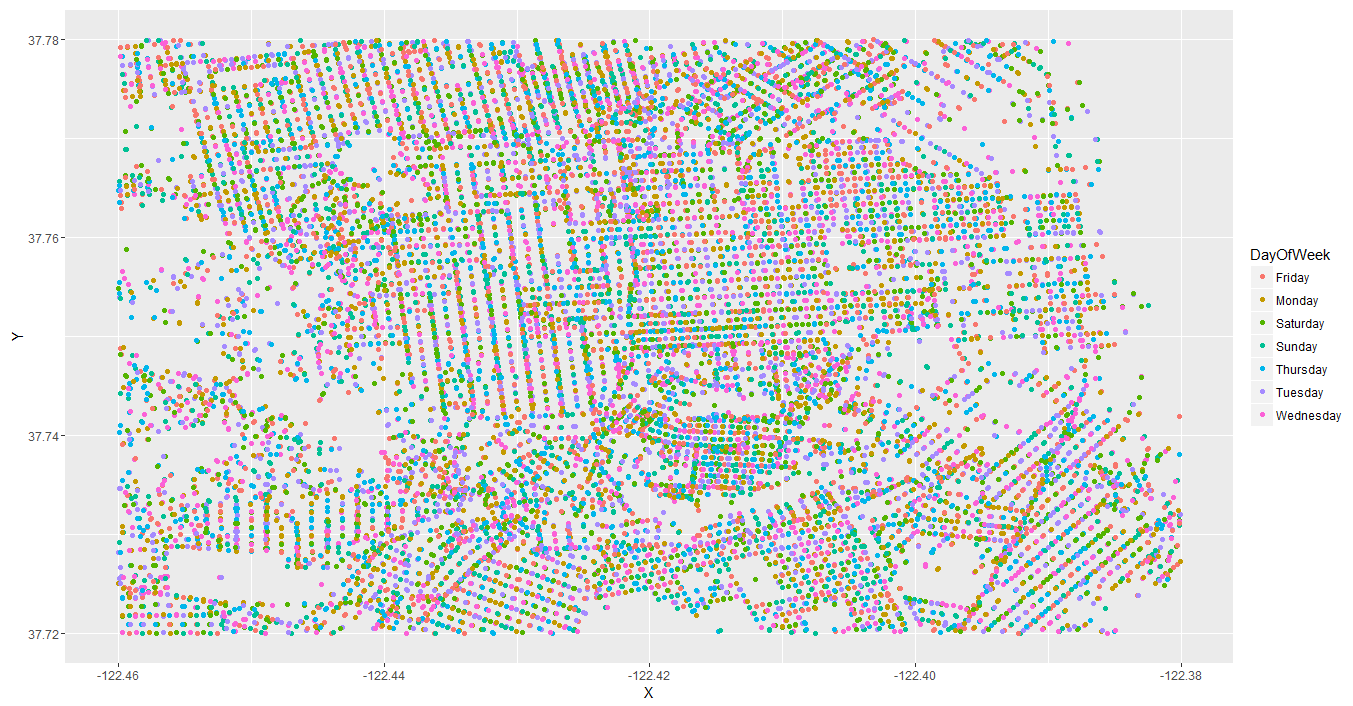 37.78
37.76
37.74
37.72
Y
-122.46
-122.44
-122.42
-122.40
-122.38
X
DayOfWeek
Friday
Monday
Saturday
Sunday
Thursday
Tuesday
Wednesday